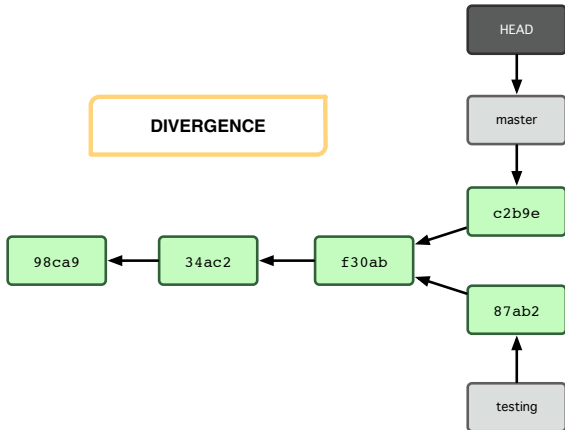 HEAD
master
DIVERGENCE
c2b9e
98ca9
34ac2
f30ab
87ab2
testing